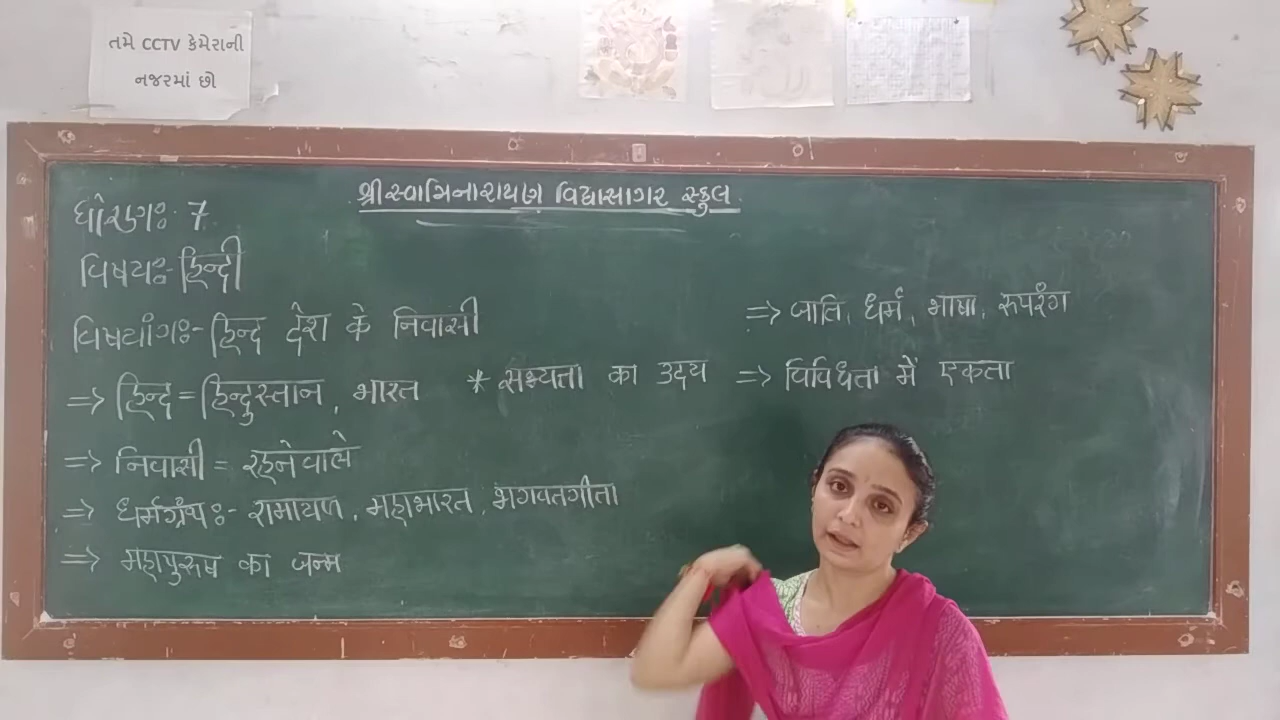 તમે CCTV કેમેરાની
નજરમાં છો
શ્રી સ્વામિનારાયણ વિદ્યાસાગર સ્કુલ
ધોરણઃ- 7
વિષયઃ- हिन्दी
વિષયાંગઃ- हिन्द देश के निवासी
=> हिन्द = हिन्दुस्तान, भारत
* सभ्यता का उदय
=> निवासी = रहनेवाले
=> धर्मग्रंथः- रामायण, महाभारत, भगवतगीता
=> महापुरुष का जन्म
=> जाति, धर्म, भाषा, रूपरंग
=> विविधता में एकता